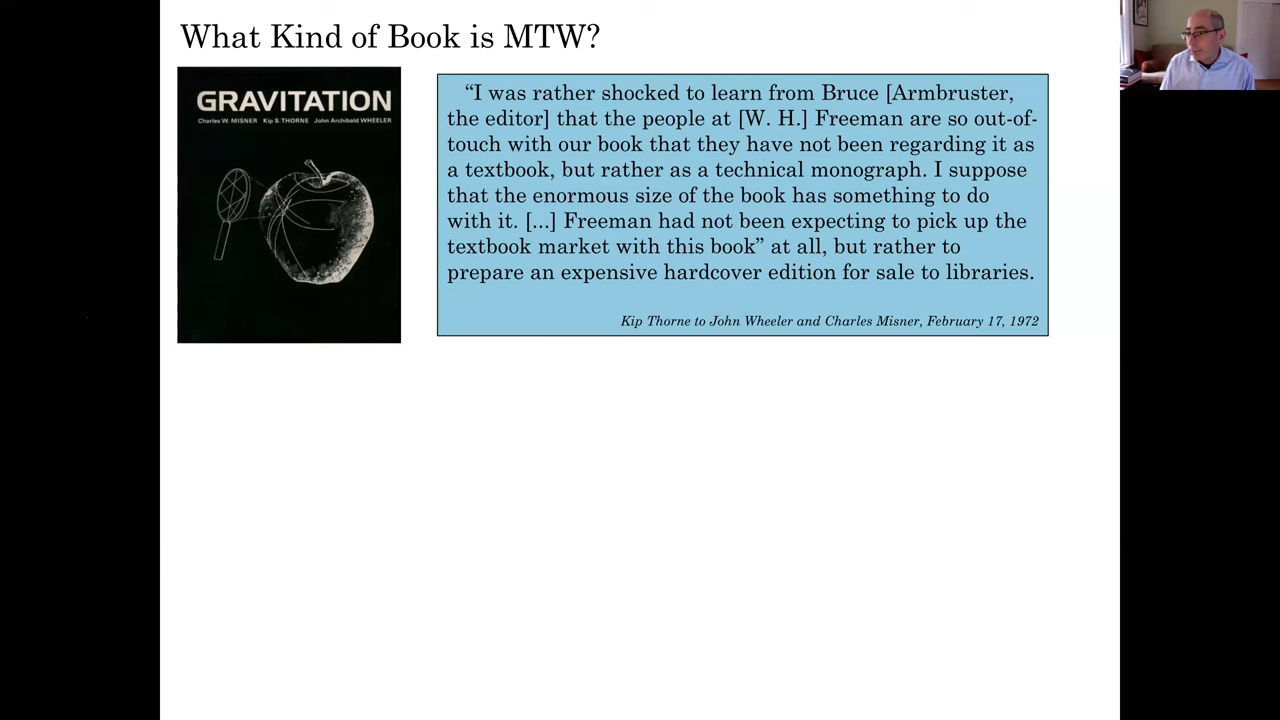 What Kind of Book is MTW?
GRAVITATION
Charles W. MISNER Kip S. THORNE John Archibald WHEELER
“I was rather shocked to learn from Bruce [Armbruster,
the editor] that the people at [W. H.] Freeman are so out-of-
touch with our book that they have not been regarding it as
a textbook, but rather as a technical monograph. I suppose
that the enormous size of the book has something to do
with it. [...] Freeman had not been expecting to pick up the
textbook market with this book” at all, but rather to
prepare an expensive hardcover edition for sale to libraries.
Kip Thorne to John Wheeler and Charles Misner, February 17, 1972